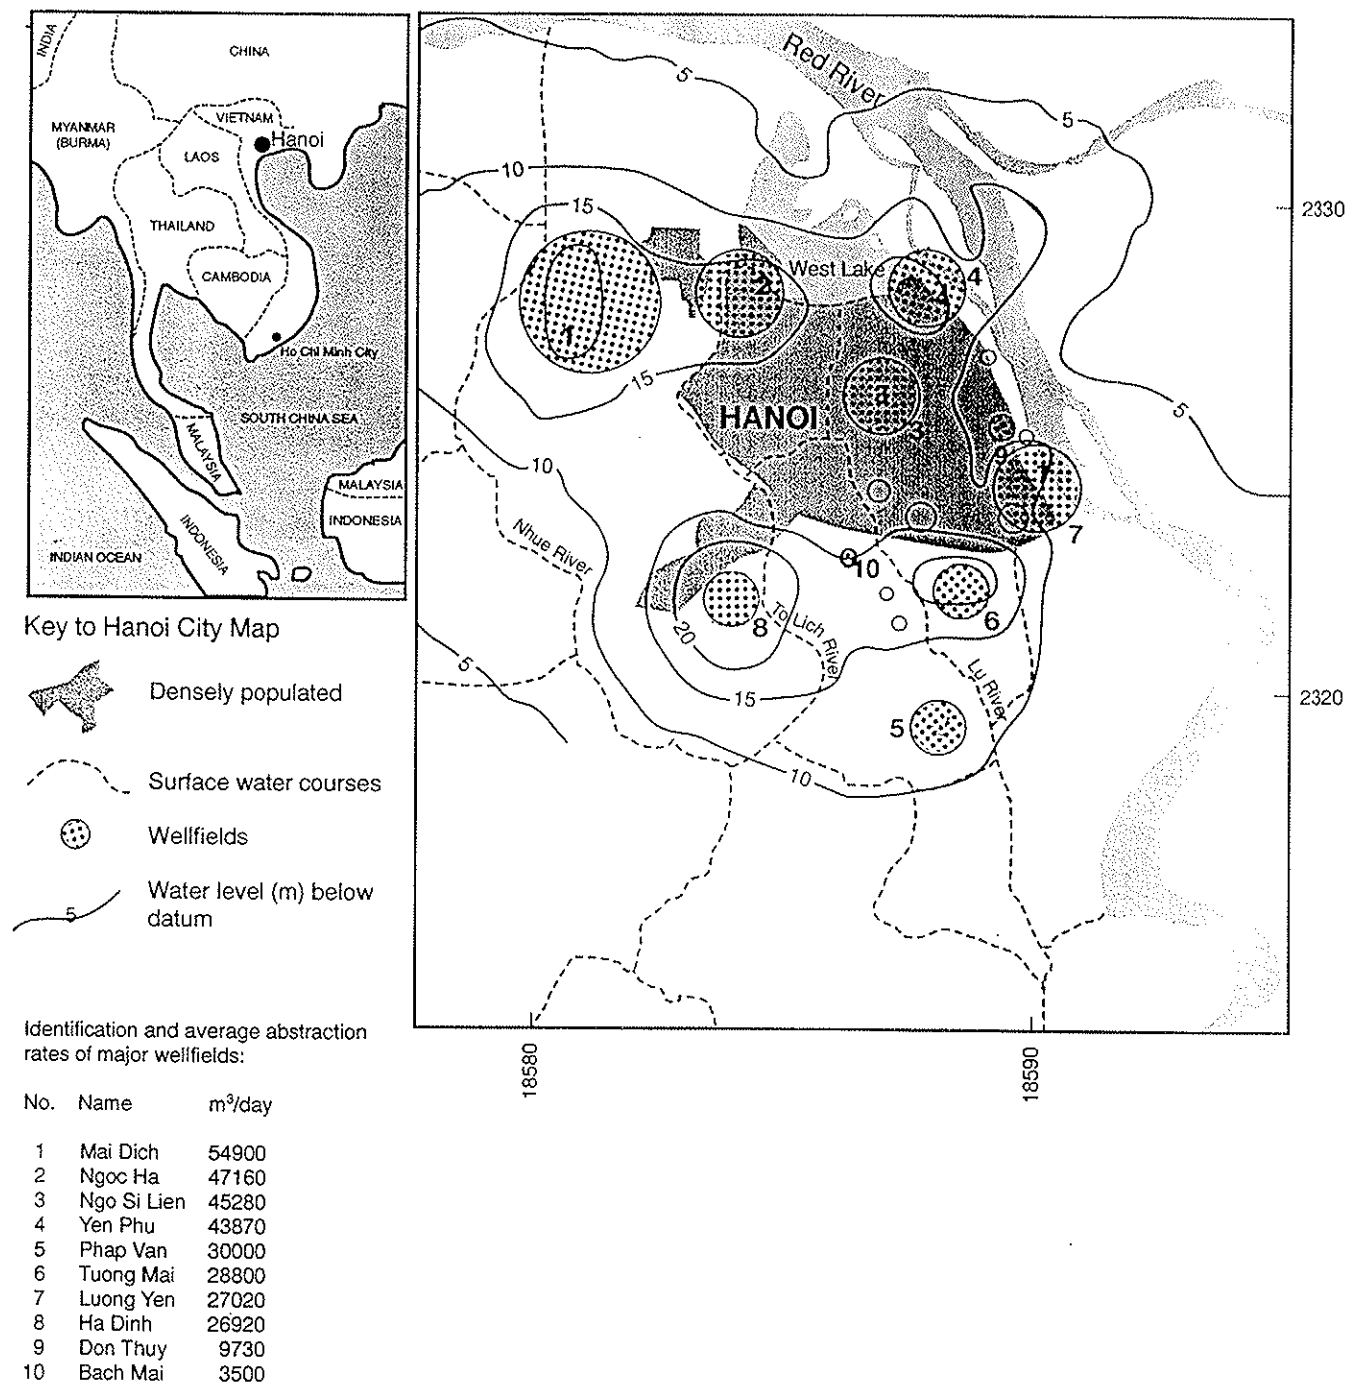 INDIA
CHINA
MYANMAR
(BURMA)
VIETNAM
Hanoi
LAOS
THAILAND
CAMBODIA
Ho Chi Minh City
SOUTH CHINA SEA
MALAYSIA
MALAYSIA
INDONESIA
INDONESIA
INDIAN OCEAN
Key to Hanoi City Map
Densely populated
Surface water courses
Wellfields
5
Water level (m) below
datum
Identification and average abstraction
rates of major wellfields:
No. Name m³/day
1 Mai Dich 54900
2 Ngoc Ha 47160
3 Ngo Si Lien 45280
4 Yen Phu 43870
5 Phap Van 30000
6 Tuong Mai 28800
7 Luong Yen 27020
8 Ha Dinh 26920
9 Don Thuy 9730
10 Bach Mai 3500
Red River
5
5
10
15
2330
West Lake
4
2
1
15
HANOI
3
5
10
9
7
Nhue River
10
6
8
To Lich River
20
15
5
Lu River
2320
5
10
18580
18590